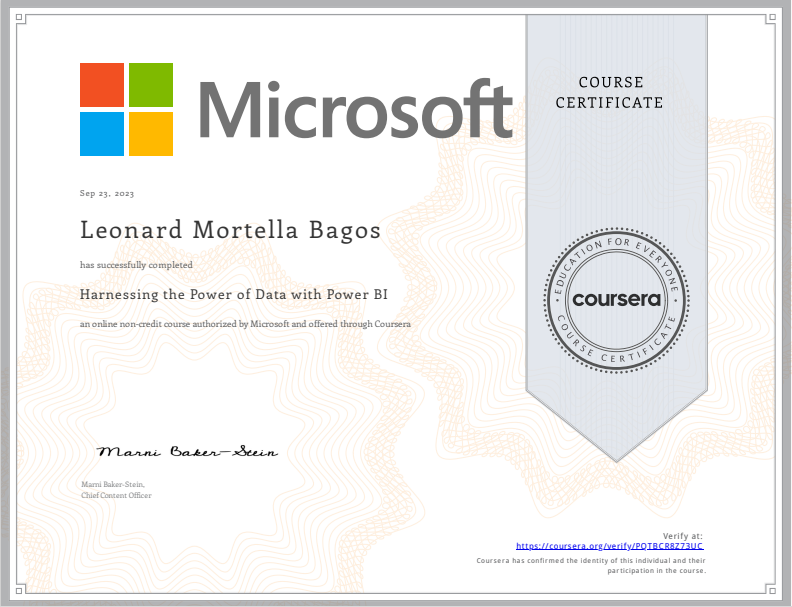 Microsoft
COURSE
CERTIFICATE
Sep 23, 2023
Leonard Mortella Bagos
has successfully completed
Harnessing the Power of Data with Power BI
an online non-credit course authorized by Microsoft and offered through Coursera
EDUCATION FOR EVERYONE
coursera
COURSE CERTIFICATE
Marni Baker-Stein
Marni Baker-Stein,
Chief Content Officer
Verify at:
https://coursera.org/verify/PQTBCR8Z73UC
Coursera has confirmed the identity of this individual and their
participation in the course.